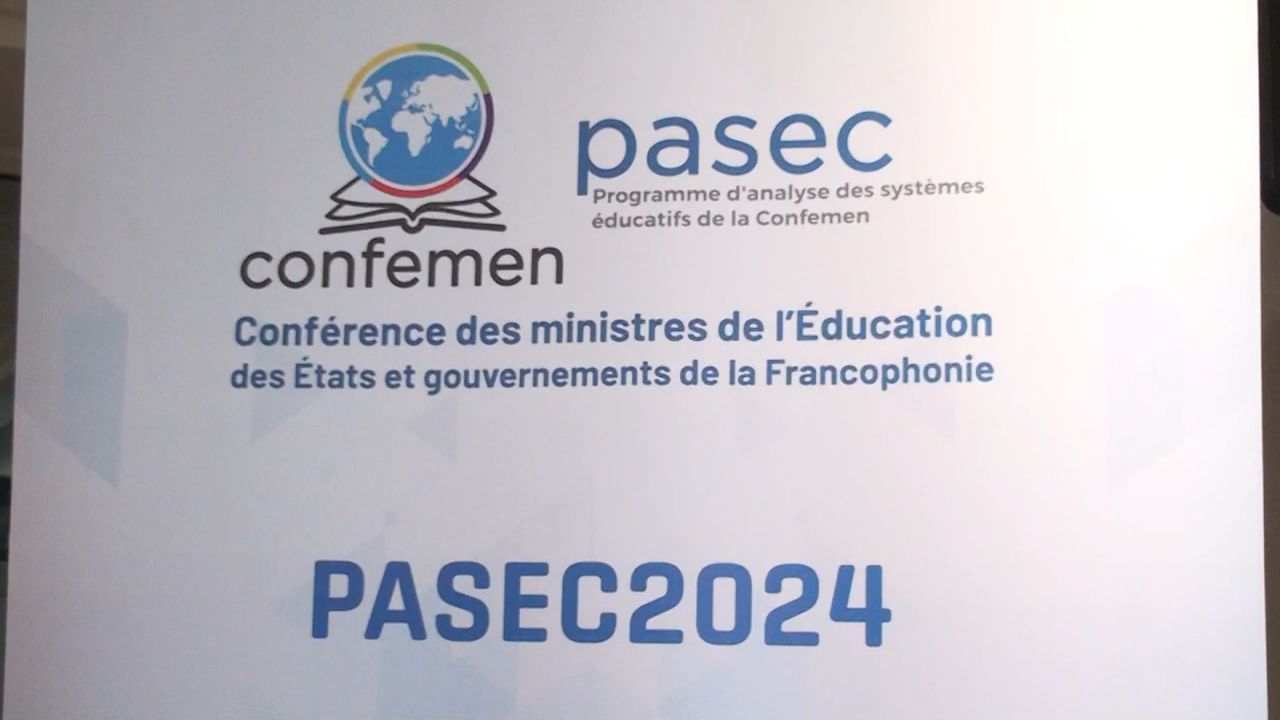 confemen
pasec
Programme d'analyse des systèmes
éducatifs de la Confemen
Conférence des ministres de l'Éducation
des États et gouvernements de la Francophonie
PASEC2024